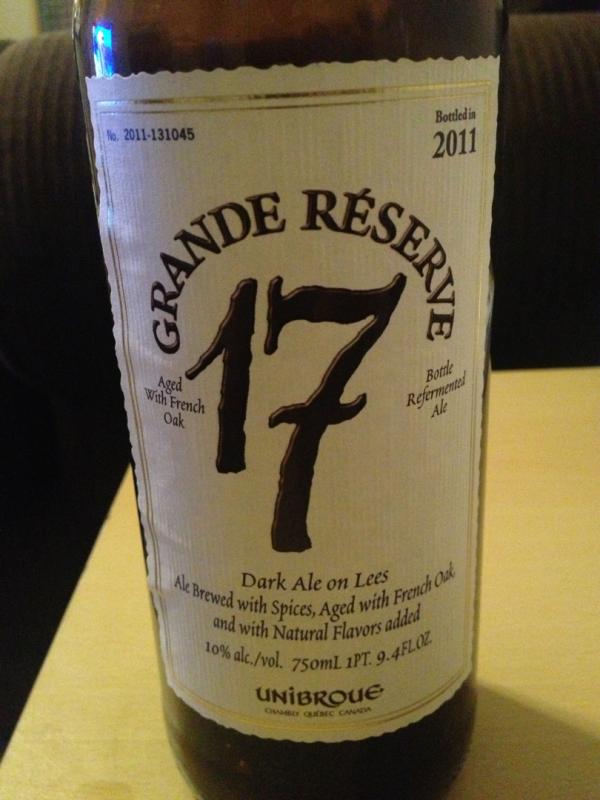 No. 2011-131045
Bottled in
2011
GRANDE RÉSERVE
17
Aged
With French
Oak
Bottle
Refermented
Ale
Dark Ale on Lees
Ale Brewed with Spices, Aged with French Oak,
and with Natural Flavors added
10% alc./vol. 750mL 1PT. 9.4FL.OZ.
UNIBROUE
CHAMBLY QUÉBEC CANADA